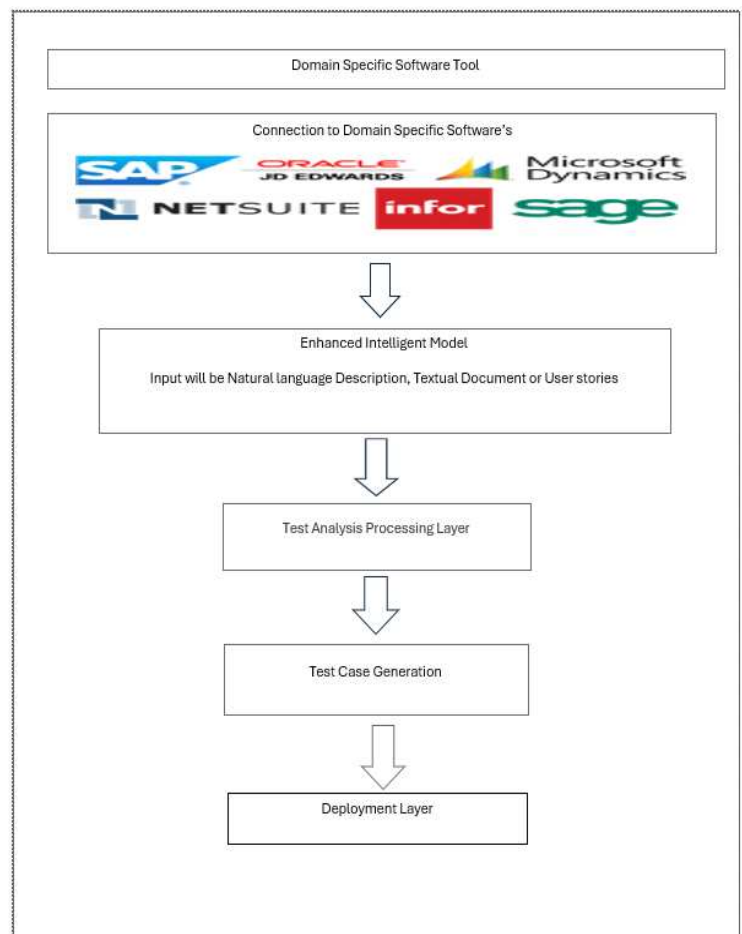 Domain Specific Software Tool
Connection to Domain Specific Software's
SAP
ORACLE
JD EDWARDS
Microsoft
Dynamics
N NETSUITE
infor
sage
Enhanced Intelligent Model
Input will be Natural language Description, Textual Document or User stories
Test Analysis Processing Layer
Test Case Generation
Deployment Layer